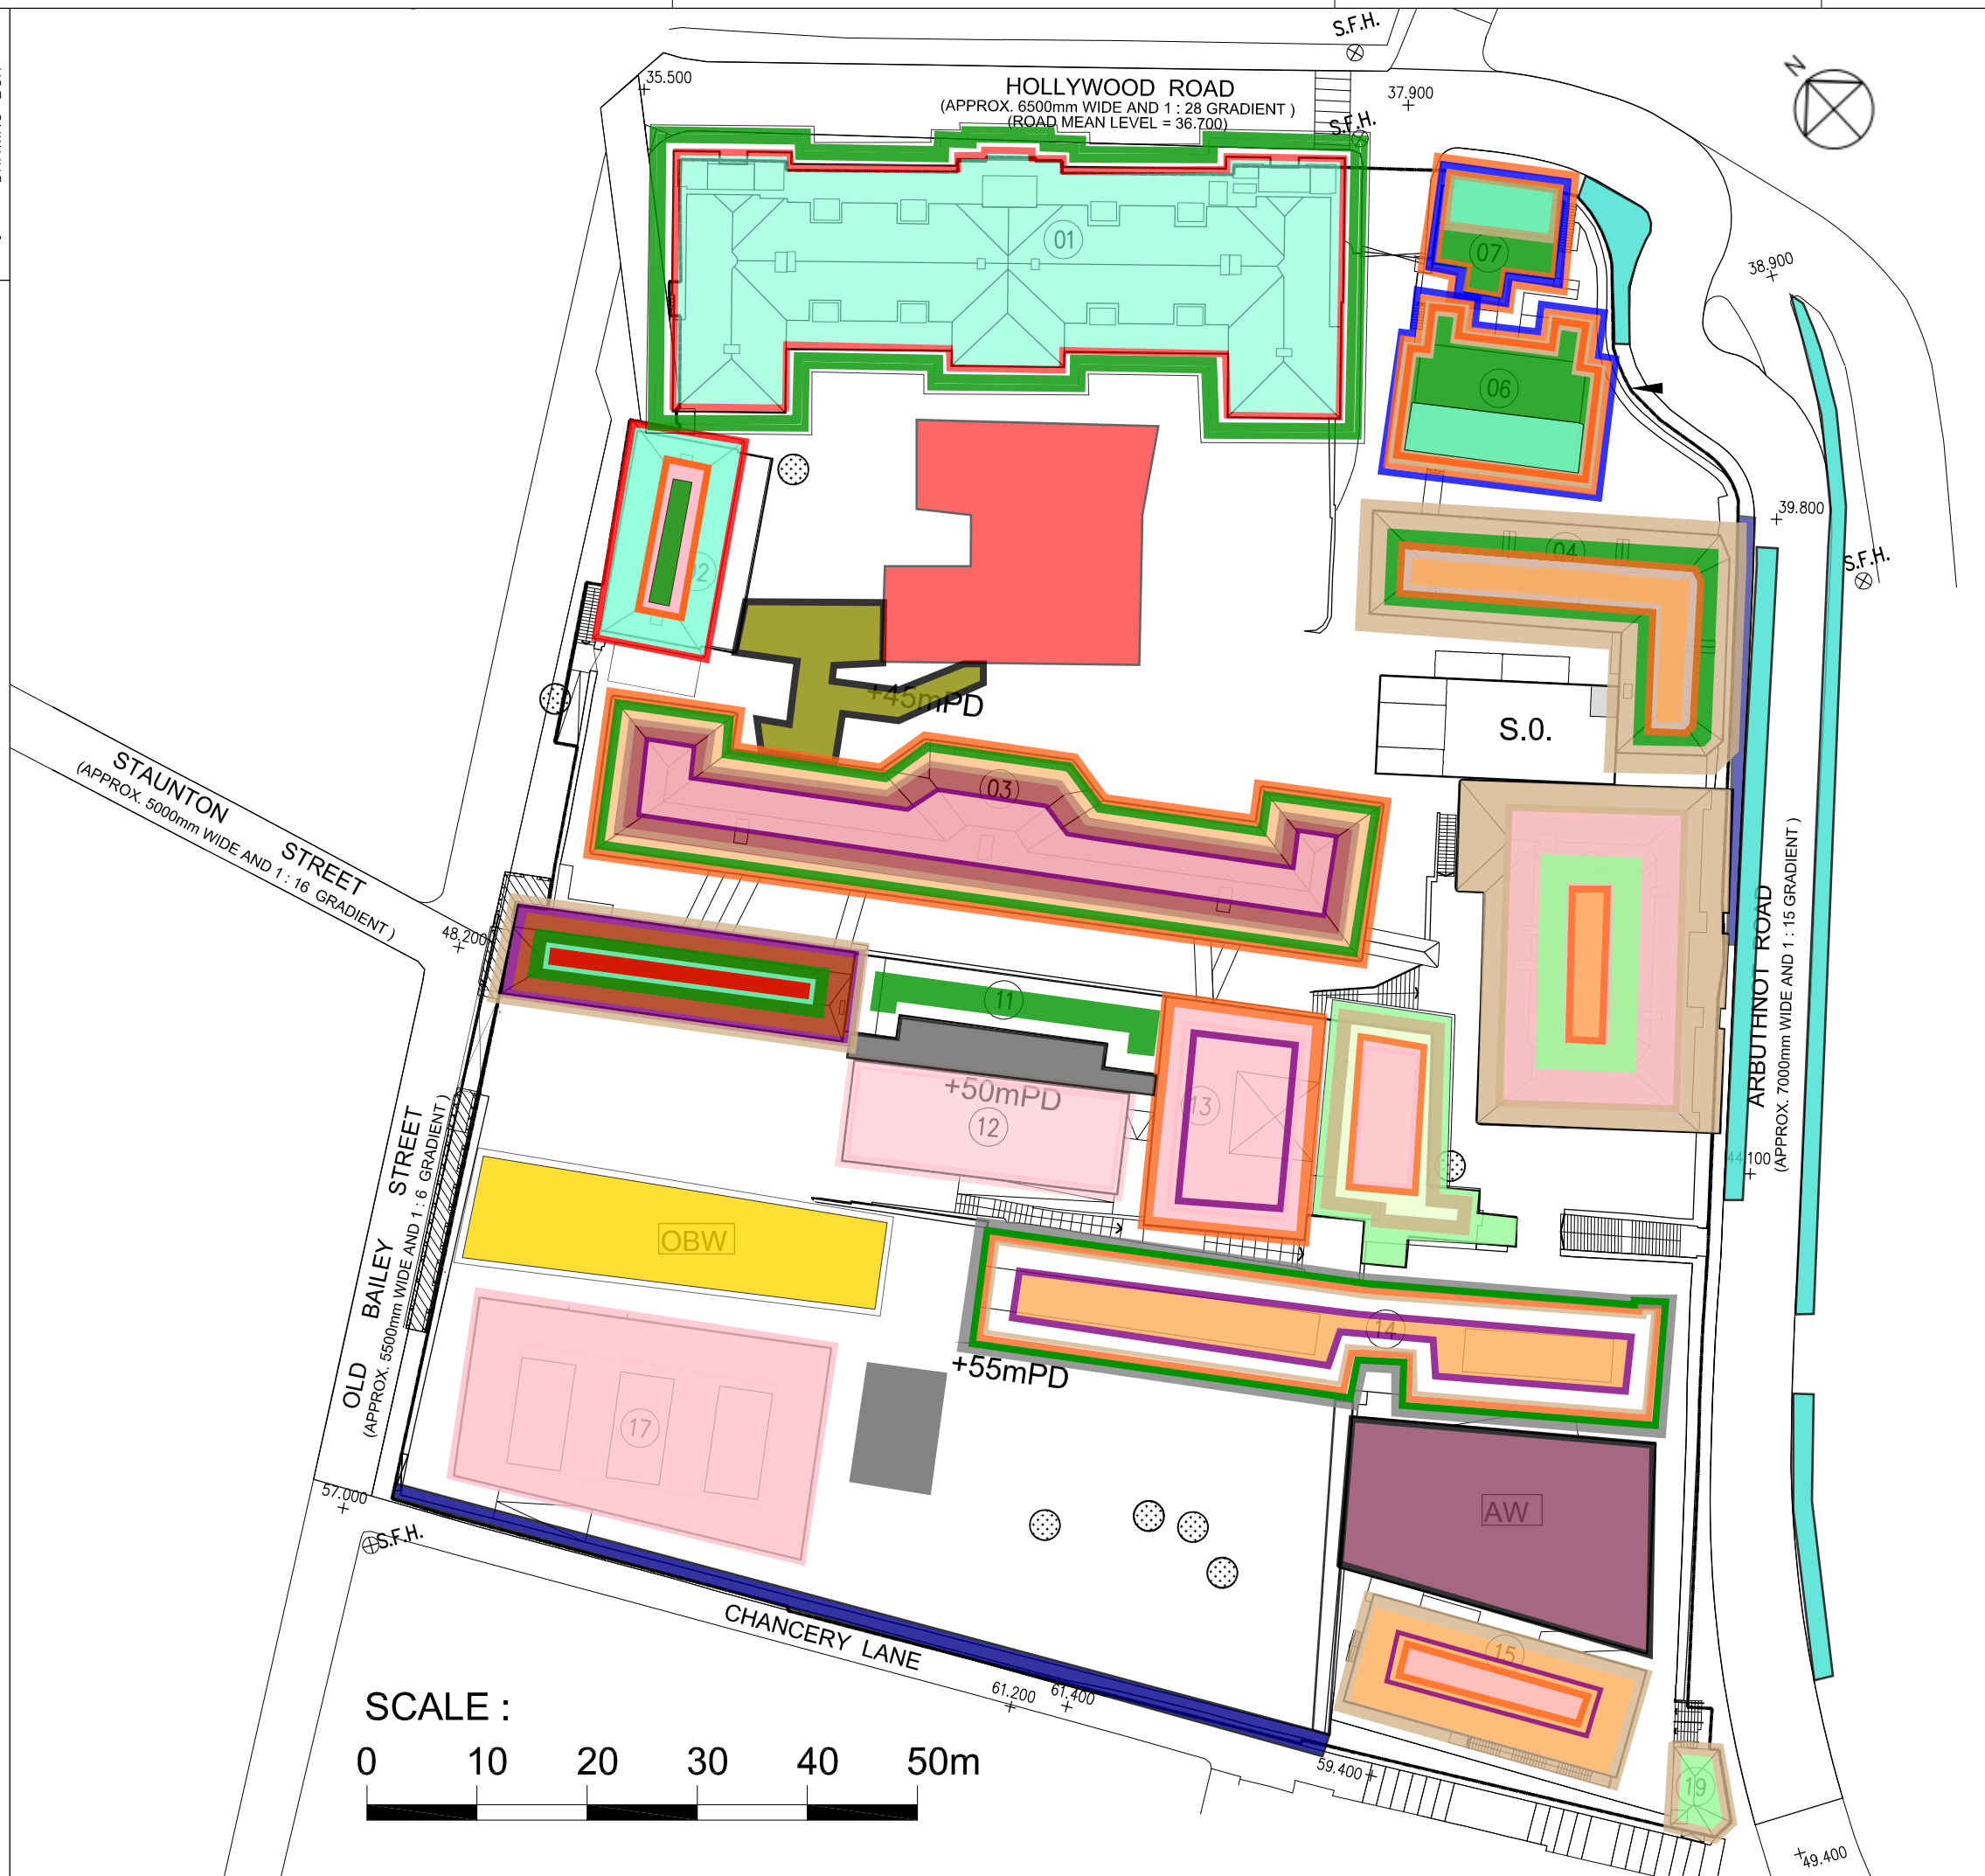 S.F.H.
35.500
HOLLYWOOD ROAD
(APPROX. 6500mm WIDE AND 1 : 28 GRADIENT )
(ROAD MEAN LEVEL = 36.700)
37.900
N
S.F.H.
01
07
38.900
06
39.800
04
S.F.H.
02
+45mPD
S.O.
03
STAUNTON STREET
(APPROX. 5000mm WIDE AND 1 : 16 GRADIENT )
48.200
11
ARBUTHNOT ROAD
(APPROX. 7000mm WIDE AND 1 : 15 GRADIENT )
+50mPD
12
13
44.100
OLD BAILEY STREET
(APPROX. 5500mm WIDE AND 1 : 6 GRADIENT )
OBW
14
+55mPD
17
57.000
S.F.H.
AW
CHANCERY LANE
15
61.200
61.400
SCALE :
0 10 20 30 40 50m
59.400
19
49.400